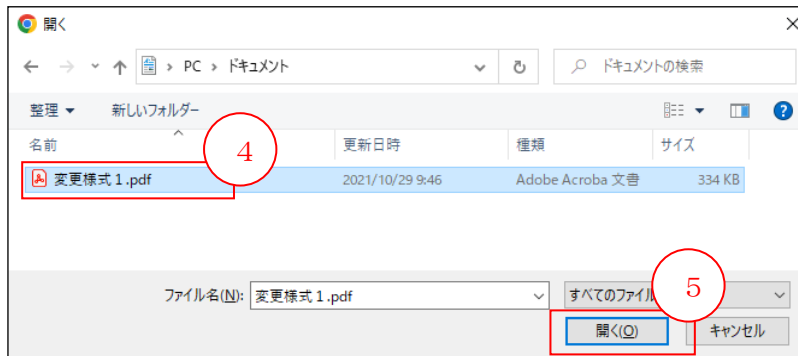 開く
PC > ドキュメント
ドキュメントの検索
整理 新しいフォルダー
名前 更新日時 種類 サイズ
4
変更様式１.pdf 2021/10/29 9:46 Adobe Acroba 文書 334 KB
ファイル名(N): 変更様式１.pdf すべてのファイル
5
開く(O) キャンセル